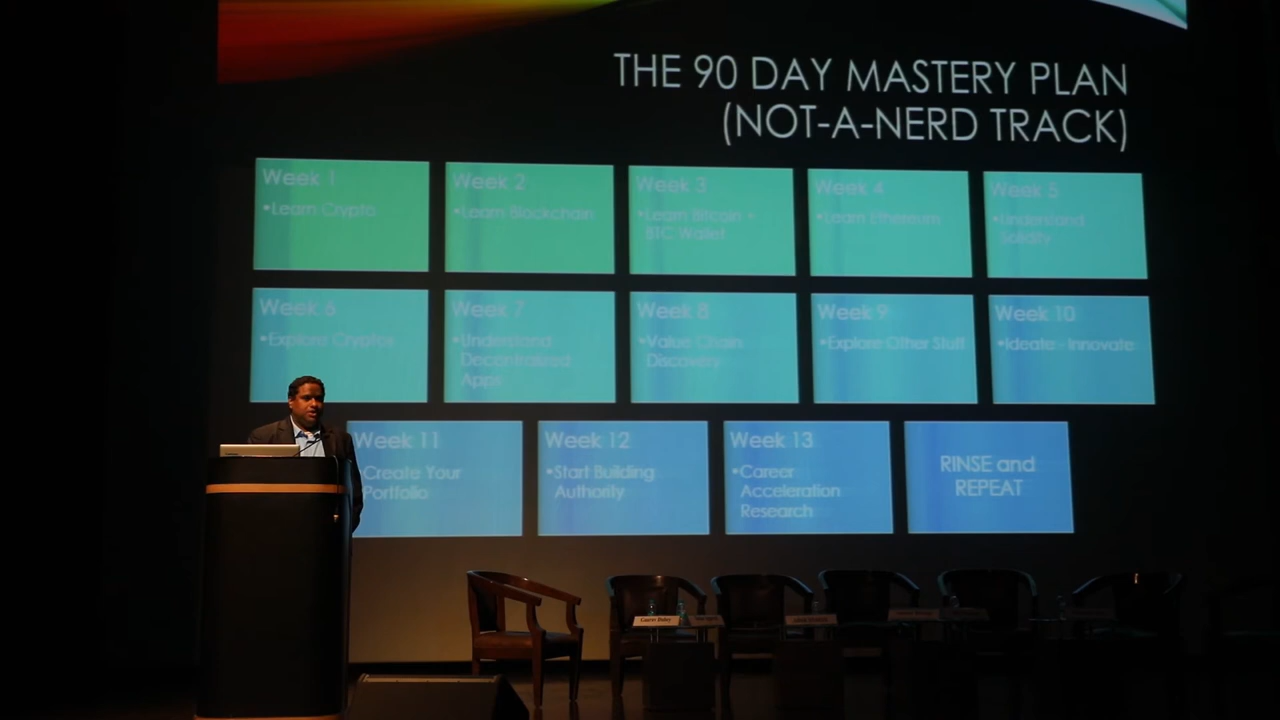 THE 90 DAY MASTERY PLAN
(NOT-A-NERD TRACK)
Week 1
•Learn Crypto
Week 2
•Learn Blockchain
Week 3
•Learn Bitcoin +
BTC Wallet
Week 4
•Learn Ethereum
Week 5
•Understand
Solidity
Week 6
•Explore Cryptos
Week 7
•Understand
Decentralized
Apps
Week 8
•Value Chain
Discovery
Week 9
•Explore Other Stuff
Week 10
•Ideate - Innovate
Week 11
Create Your
Portfolio
Week 12
•Start Building
Authority
Week 13
•Career
Acceleration
Research
RINSE and
REPEAT